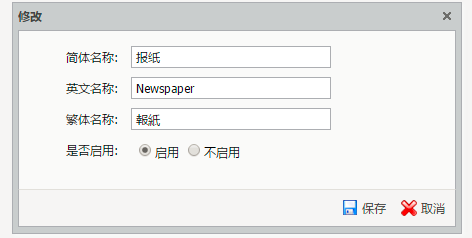 修改
简体名称: 报纸
英文名称: Newspaper
繁体名称: 報紙
是否启用: 启用 不启用
保存 取消